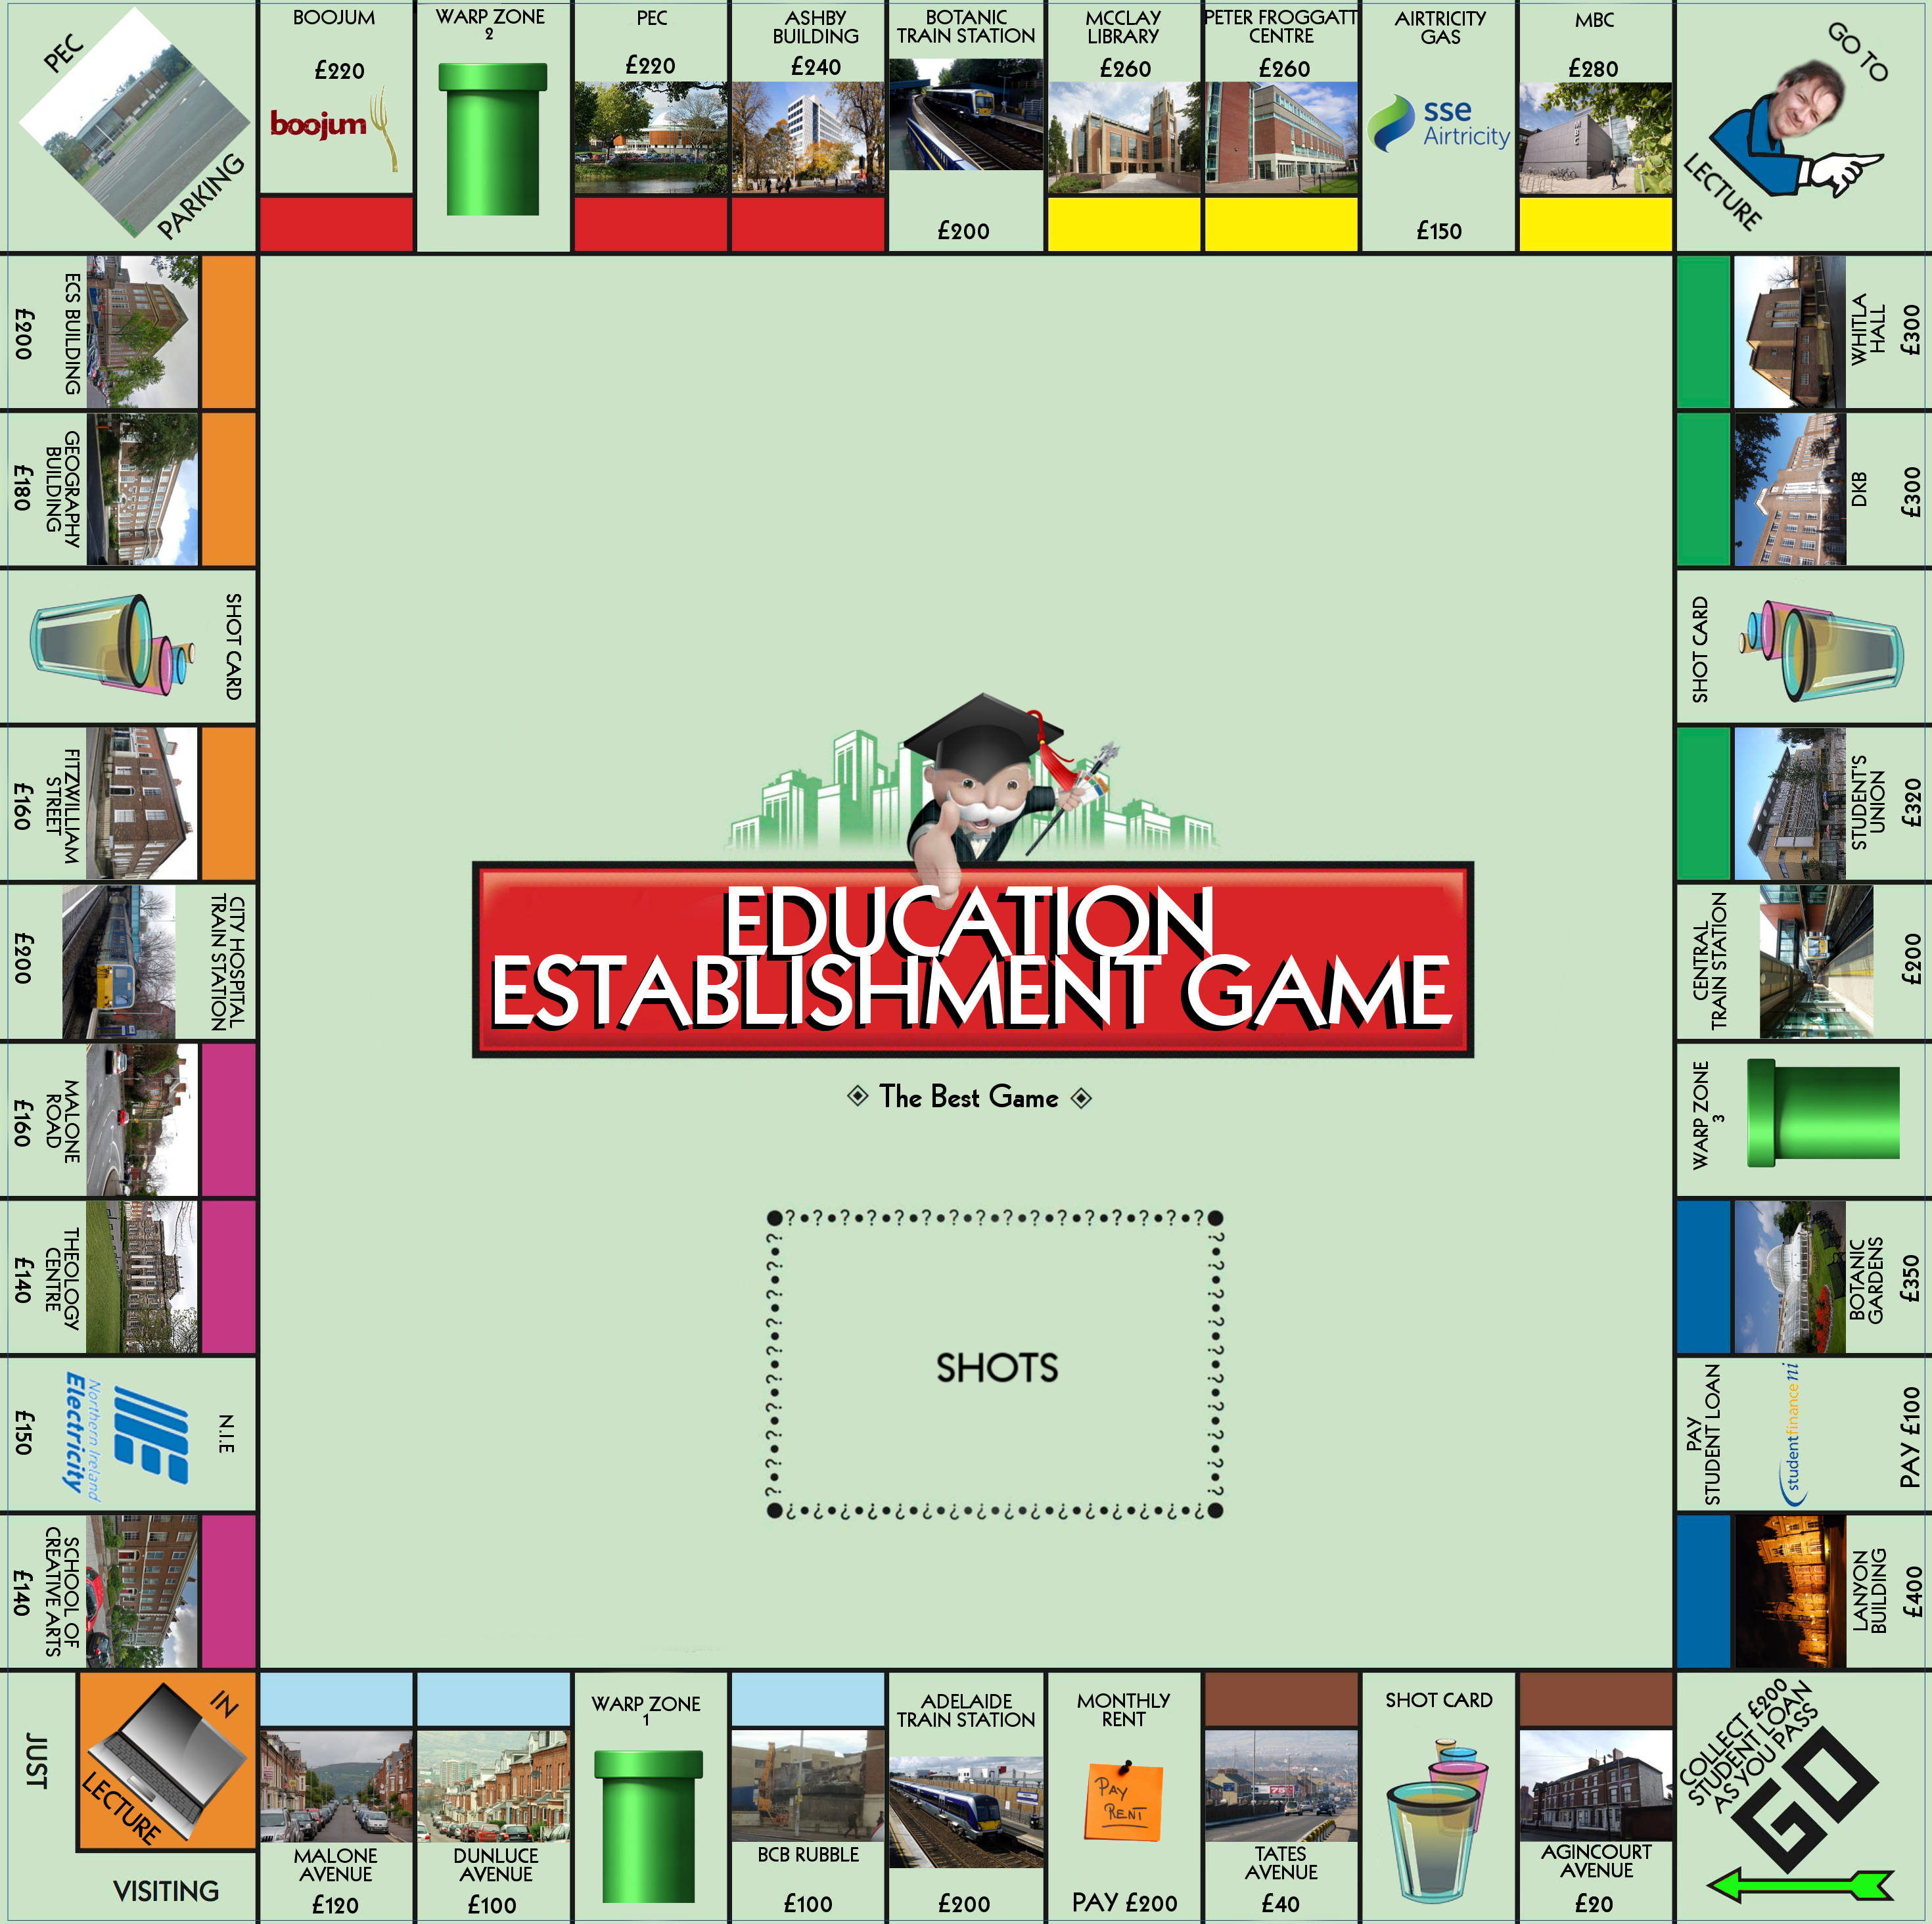 PEC
PARKING
BOOJUM
£220
boojum
WARP ZONE
2
PEC
£220
ASHBY
BUILDING
£240
BOTANIC
TRAIN STATION
£200
MCCLAY
LIBRARY
£260
PETER FROGGATT
CENTRE
£260
AIRTRICITY
GAS
sse
Airtricity
£150
MBC
£280
GO TO
LECTURE
WHITLA
HALL
£300
DKB
£300
SHOT CARD
STUDENT'S
UNION
£320
CENTRAL
TRAIN STATION
£200
WARP ZONE
3
BOTANIC
GARDENS
£350
PAY
STUDENT LOAN
studentfinance ni
PAY £100
LANYON
BUILDING
£400
COLLECT £200
STUDENT LOAN
AS YOU PASS
GO
AGINCOURT
AVENUE
£20
SHOT CARD
TATES
AVENUE
£40
MONTHLY
RENT
PAY
RENT
PAY £200
ADELAIDE
TRAIN STATION
£200
BCB RUBBLE
£100
WARP ZONE
1
DUNLUCE
AVENUE
£100
MALONE
AVENUE
£120
IN
LECTURE
JUST
VISITING
SCHOOL OF
CREATIVE ARTS
£140
N.I.E
Northern Ireland
Electricity
£150
THEOLOGY
CENTRE
£140
MALONE
ROAD
£160
CITY HOSPITAL
TRAIN STATION
£200
FITZWILLIAM
STREET
£160
SHOT CARD
GEOGRAPHY
BUILDING
£180
ECS BUILDING
£200
EDUCATION
ESTABLISHMENT GAME
The Best Game
SHOTS